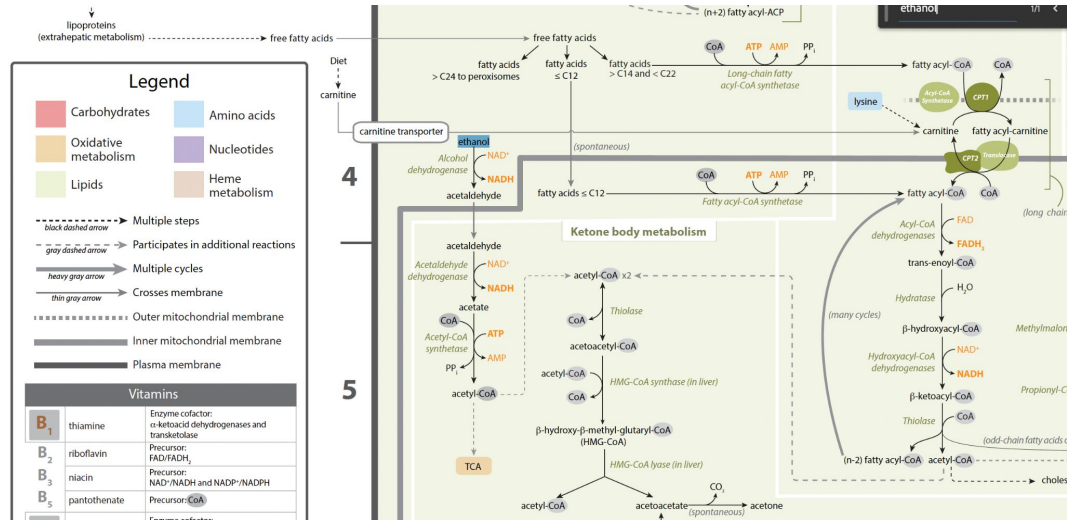 lipoproteins
(extrahepatic metabolism)
free fatty acids
free fatty acids
(n+2) fatty acyl-ACP
ethanol
1/1
fatty acids
> C24 to peroxisomes
fatty acids
≤ C12
fatty acids
> C14 and < C22
CoA
ATP
AMP
PPi
Long-chain fatty
acyl-CoA synthetase
fatty acyl-CoA
CoA
Diet
carnitine
carnitine transporter
lysine
Acyl-CoA
Synthetase
CPT1
carnitine
fatty acyl-carnitine
CPT2
Translocase
(spontaneous)
Legend
Carbohydrates
Amino acids
Oxidative
metabolism
Nucleotides
Lipids
Heme
metabolism
black dashed arrow
Multiple steps
gray dashed arrow
Participates in additional reactions
heavy gray arrow
Multiple cycles
thin gray arrow
Crosses membrane
Outer mitochondrial membrane
Inner mitochondrial membrane
Plasma membrane
Vitamins
B1
thiamine
Enzyme cofactor:
α-ketoacid dehydrogenases and
transketolase
B2
riboflavin
Precursor:
FAD/FADH2
B3
niacin
Precursor:
NAD+/NADH and NADP+/NADPH
B5
pantothenate
Precursor: CoA
Enzyme cofactor:
4
5
ethanol
Alcohol
dehydrogenase
NAD+
NADH
acetaldehyde
acetaldehyde
Acetaldehyde
dehydrogenase
NAD+
NADH
acetate
CoA
Acetyl-CoA
synthetase
ATP
AMP
PPi
acetyl-CoA
TCA
fatty acids ≤ C12
CoA
ATP
AMP
PPi
Fatty acyl-CoA synthetase
fatty acyl-CoA
CoA
Ketone body metabolism
acetyl-CoA x2
CoA
Thiolase
acetoacetyl-CoA
acetyl-CoA
CoA
HMG-CoA synthase (in liver)
β-hydroxy-β-methyl-glutaryl-CoA
(HMG-CoA)
HMG-CoA lyase (in liver)
acetyl-CoA
acetoacetate
CO2
(spontaneous)
acetone
(long chain
Acyl-CoA
dehydrogenases
FAD
FADH2
trans-enoyl-CoA
Hydratase
H2O
(many cycles)
β-hydroxyacyl-CoA
Methylmalon
Hydroxyacyl-CoA
dehydrogenases
NAD+
NADH
Propionyl-C
β-ketoacyl-CoA
Thiolase
CoA
(odd-chain fatty acids
(n-2) fatty acyl-CoA
acetyl-CoA
choles